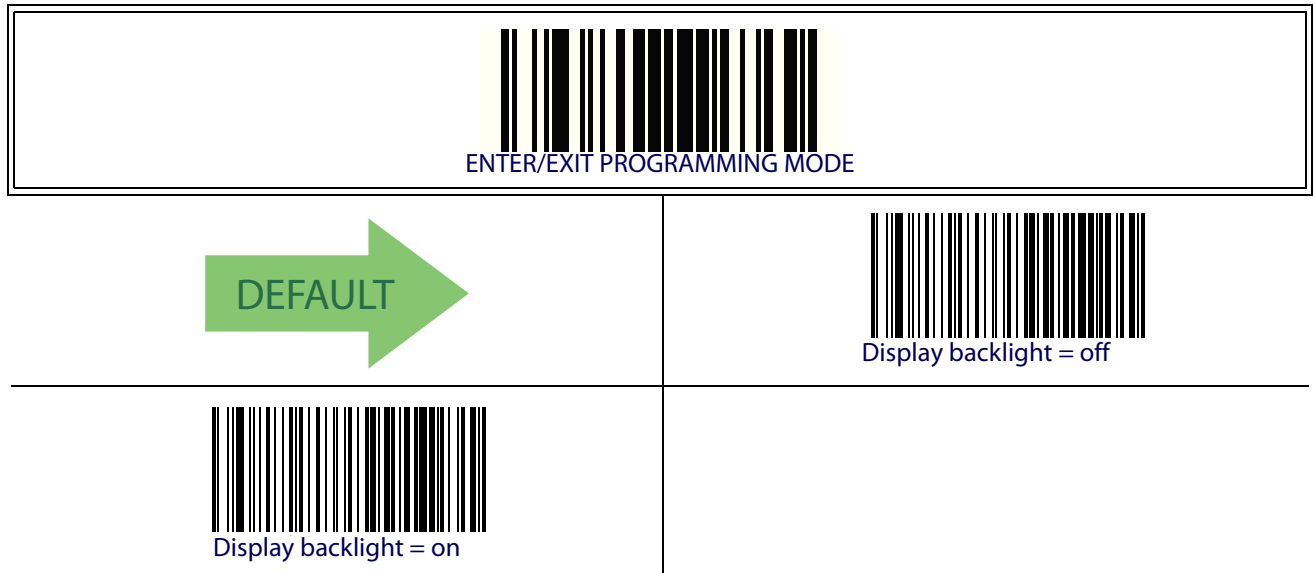 ENTER/EXIT PROGRAMMING MODE
DEFAULT
Display backlight = off
Display backlight = on